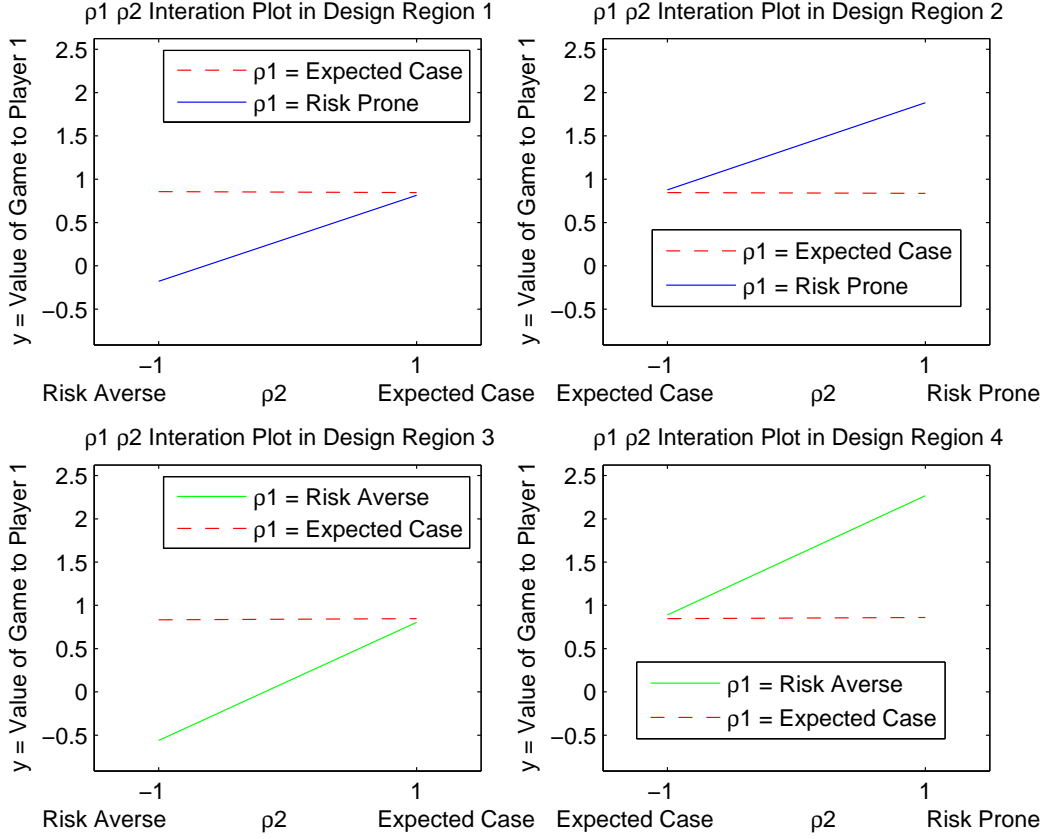 ρ1 ρ2 Interation Plot in Design Region 1
y = Value of Game to Player 1
2.5
2
1.5
1
0.5
0
−0.5
ρ1 = Expected Case
ρ1 = Risk Prone
−1
1
Risk Averse
ρ2
Expected Case
ρ1 ρ2 Interation Plot in Design Region 2
y = Value of Game to Player 1
2.5
2
1.5
1
0.5
0
−0.5
ρ1 = Expected Case
ρ1 = Risk Prone
−1
1
Expected Case
ρ2
Risk Prone
ρ1 ρ2 Interation Plot in Design Region 3
y = Value of Game to Player 1
2.5
2
1.5
1
0.5
0
−0.5
ρ1 = Risk Averse
ρ1 = Expected Case
−1
1
Risk Averse
ρ2
Expected Case
ρ1 ρ2 Interation Plot in Design Region 4
y = Value of Game to Player 1
2.5
2
1.5
1
0.5
0
−0.5
ρ1 = Risk Averse
ρ1 = Expected Case
−1
1
Expected Case
ρ2
Risk Prone